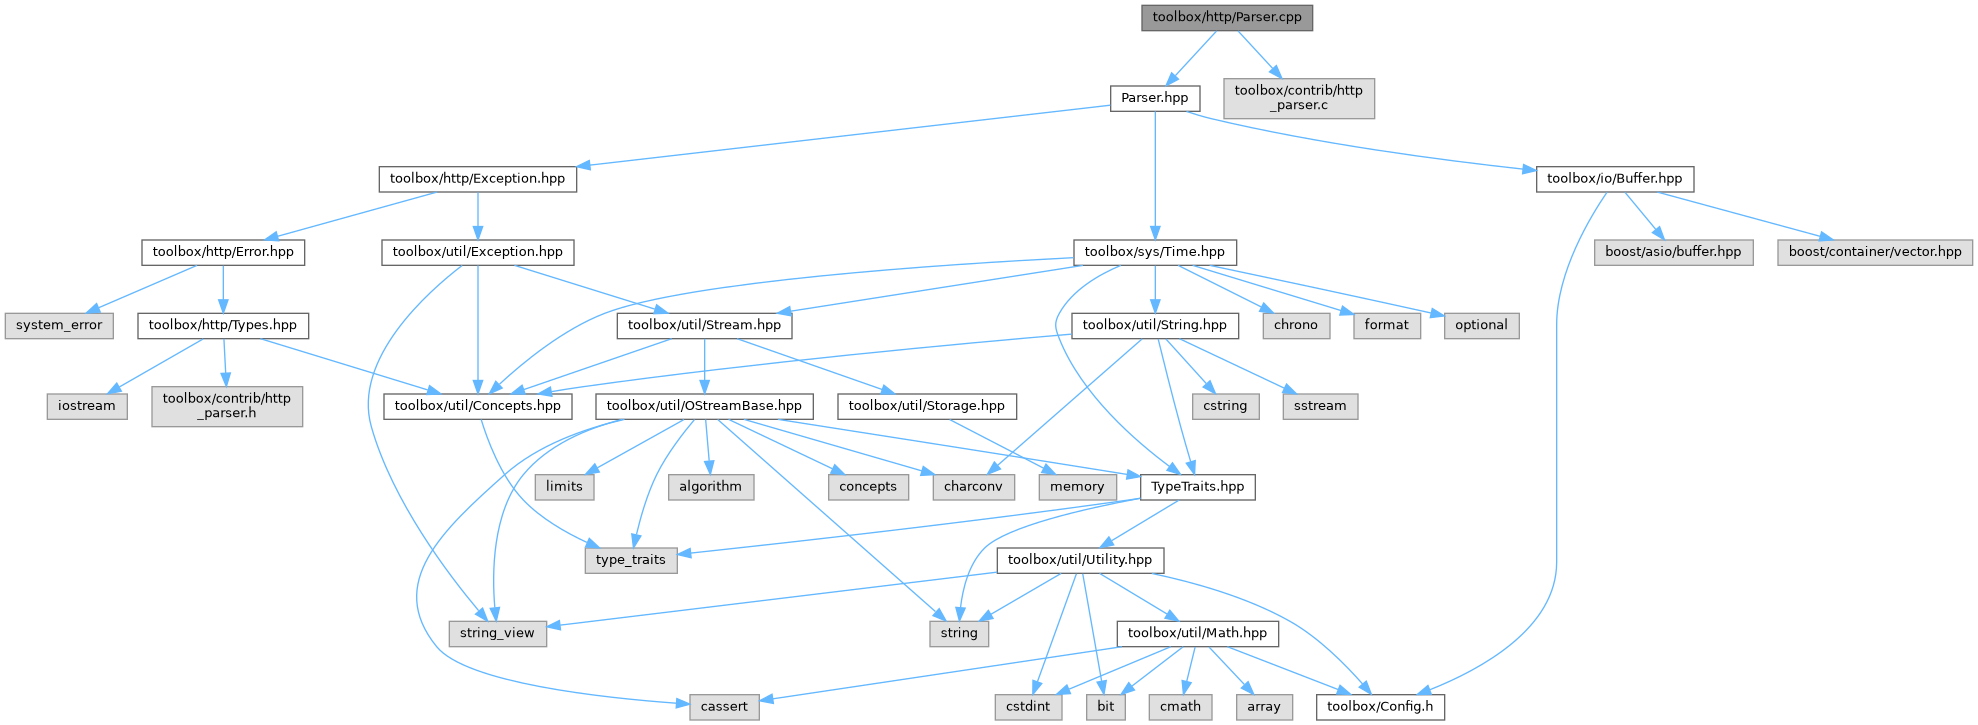 toolbox/http/Parser.cpp
Parser.hpp
toolbox/contrib/http
_parser.c
toolbox/http/Exception.hpp
toolbox/io/Buffer.hpp
toolbox/http/Error.hpp
toolbox/util/Exception.hpp
toolbox/sys/Time.hpp
boost/asio/buffer.hpp
boost/container/vector.hpp
system_error
toolbox/http/Types.hpp
toolbox/util/Stream.hpp
toolbox/util/String.hpp
chrono
format
optional
iostream
toolbox/contrib/http
_parser.h
toolbox/util/Concepts.hpp
toolbox/util/OStreamBase.hpp
toolbox/util/Storage.hpp
cstring
sstream
limits
algorithm
concepts
charconv
memory
TypeTraits.hpp
type_traits
toolbox/util/Utility.hpp
string_view
string
toolbox/util/Math.hpp
cassert
cstdint
bit
cmath
array
toolbox/Config.h